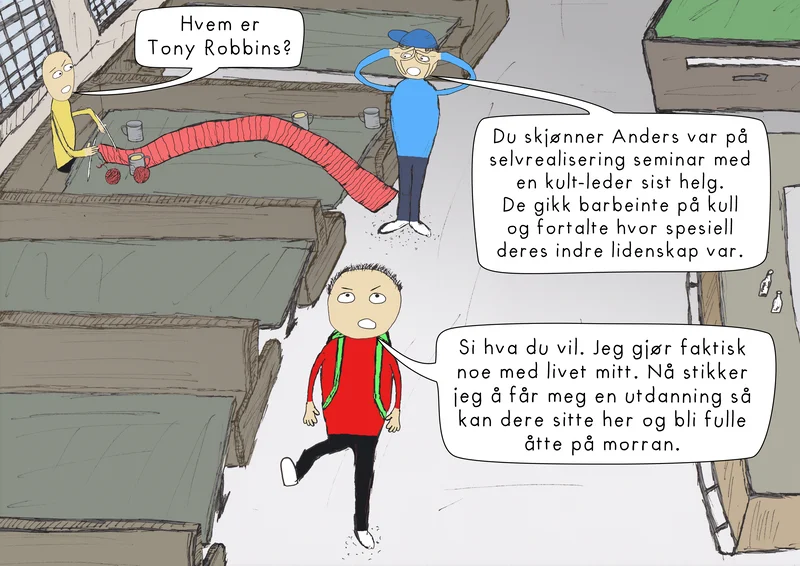 Hvem er
Tony Robbins?
Du skjønner Anders var på
selvrealisering seminar med
en kult-leder sist helg.
De gikk barbeinte på kull
og fortalte hvor spesiell
deres indre lidenskap var.
Si hva du vil. Jeg gjør faktisk
noe med livet mitt. Nå stikker
jeg å får meg en utdanning så
kan dere sitte her og bli fulle
åtte på morran.